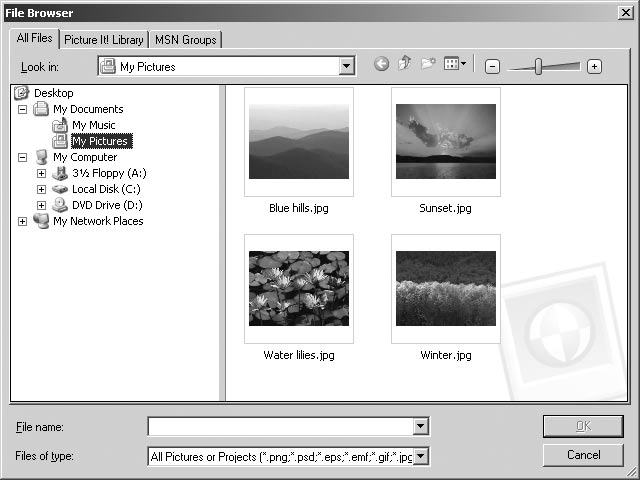 File Browser
All Files Picture It! Library MSN Groups
Look in: My Pictures
Desktop
My Documents
My Music
My Pictures
My Computer
3½ Floppy (A:)
Local Disk (C:)
DVD Drive (D:)
My Network Places
Blue hills.jpg Sunset.jpg
Water lilies.jpg Winter.jpg
File name: OK
Files of type: All Pictures or Projects (*.png;*.psd;*.eps;*.emf;*.gif;*.jpg Cancel